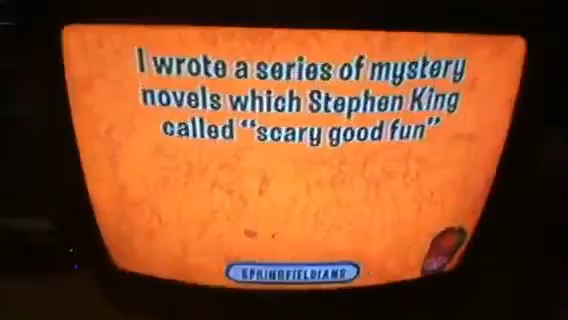 I wrote a series of mystery
novels which Stephen King
called “scary good fun”
SPRINGFIELDIANS